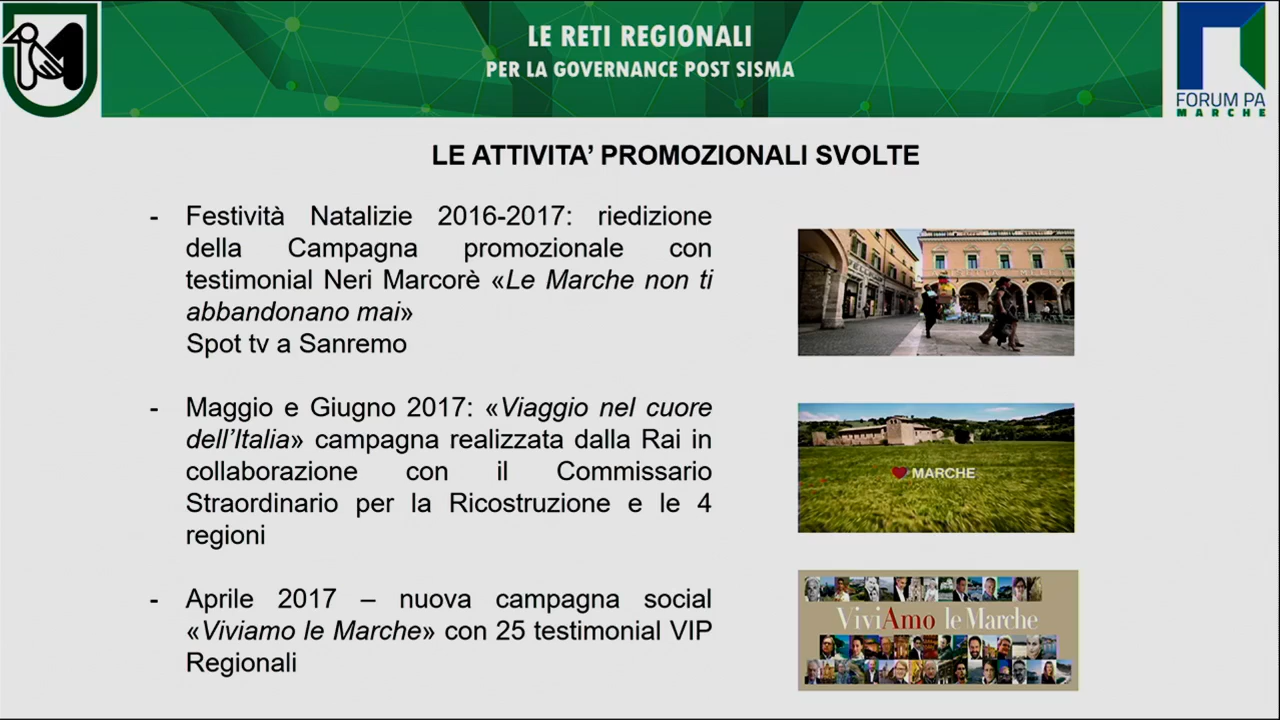 LE RETI REGIONALI
PER LA GOVERNANCE POST SISMA
FORUM PA
MARCHE
LE ATTIVITA' PROMOZIONALI SVOLTE
- Festività Natalizie 2016-2017: riedizione
della Campagna promozionale con
testimonial Neri Marcorè «Le Marche non ti
abbandonano mai»
Spot tv a Sanremo
- Maggio e Giugno 2017: «Viaggio nel cuore
dell'Italia» campagna realizzata dalla Rai in
collaborazione con il Commissario
Straordinario per la Ricostruzione e le 4
regioni
MARCHE
- Aprile 2017 – nuova campagna social
«Viviamo le Marche» con 25 testimonial VIP
Regionali
ViviAmo le Marche